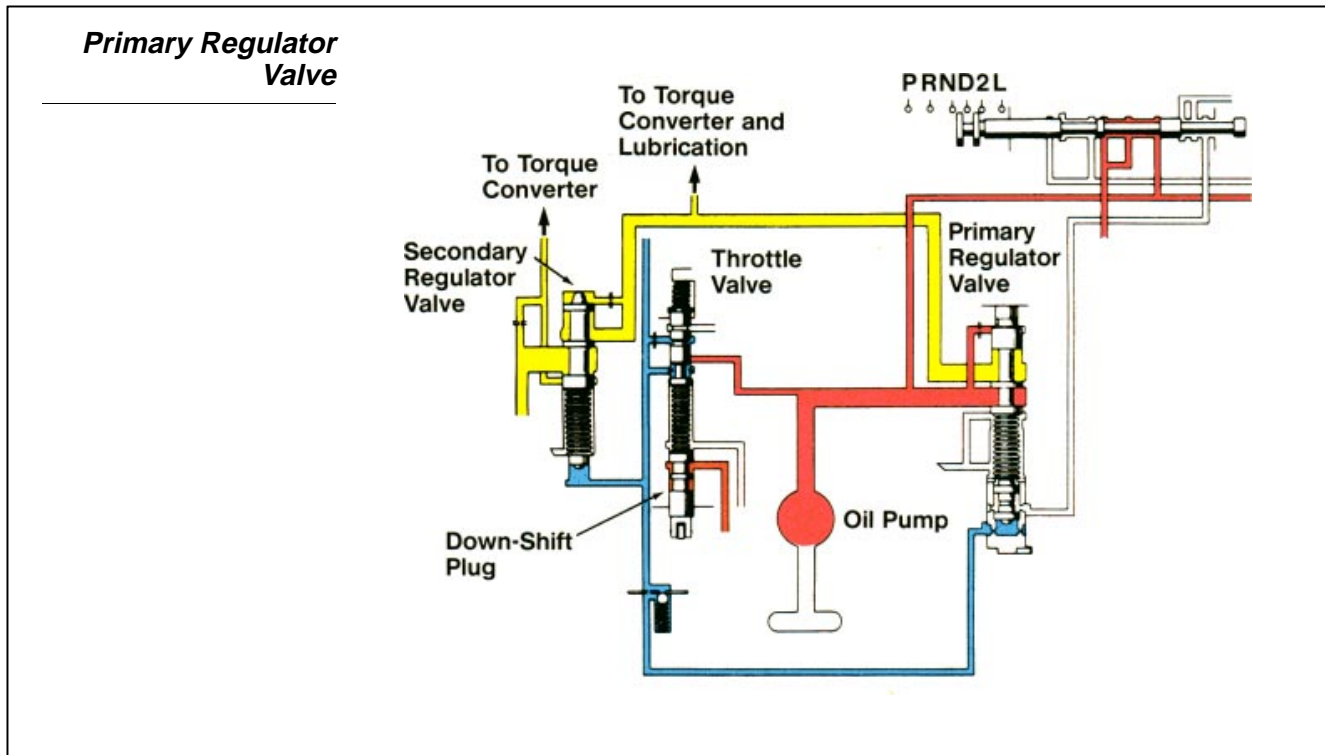 Primary Regulator
Valve
PRND2L
To Torque
Converter and
Lubrication
To Torque
Converter
Secondary
Regulator
Valve
Throttle
Valve
Primary
Regulator
Valve
Oil Pump
Down-Shift
Plug